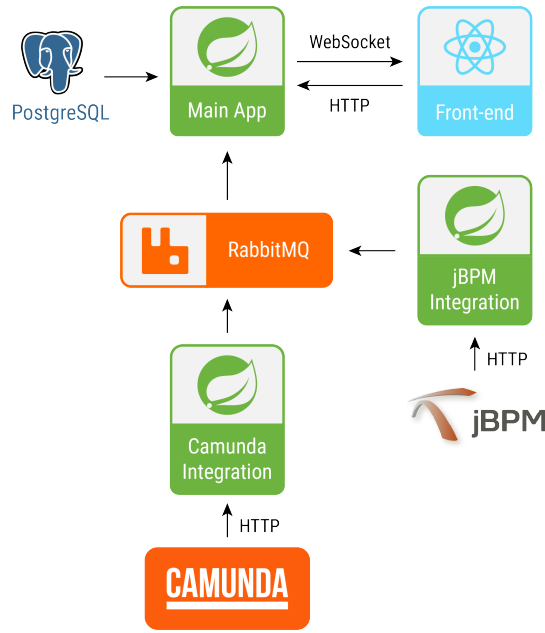 WebSocket
HTTP
PostgreSQL
Main App
Front-end
RabbitMQ
jBPM
Integration
HTTP
jBPM
Camunda
Integration
HTTP
CAMUNDA